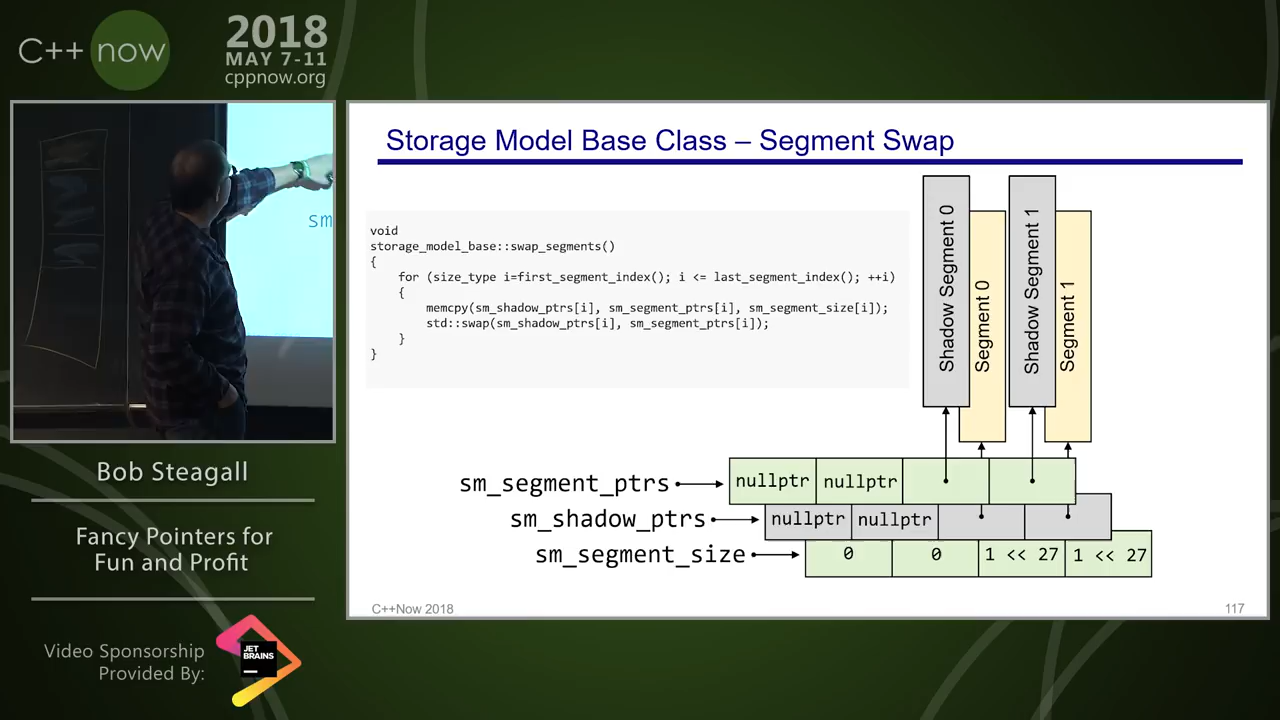 C++ now
2018
MAY 7-11
cppnow.org
sm
Bob Steagall
Fancy Pointers for
Fun and Profit
Video Sponsorship
Provided By:
JET
BRAINS
Storage Model Base Class – Segment Swap
void
storage_model_base::swap_segments()
{
    for (size_type i=first_segment_index(); i <= last_segment_index(); ++i)
    {
        memcpy(sm_shadow_ptrs[i], sm_segment_ptrs[i], sm_segment_size[i]);
        std::swap(sm_shadow_ptrs[i], sm_segment_ptrs[i]);
    }
}
Shadow Segment 0
Segment 0
Shadow Segment 1
Segment 1
sm_segment_ptrs nullptr nullptr
sm_shadow_ptrs nullptr nullptr
sm_segment_size 0 0 1 << 27 1 << 27
C++Now 2018
117